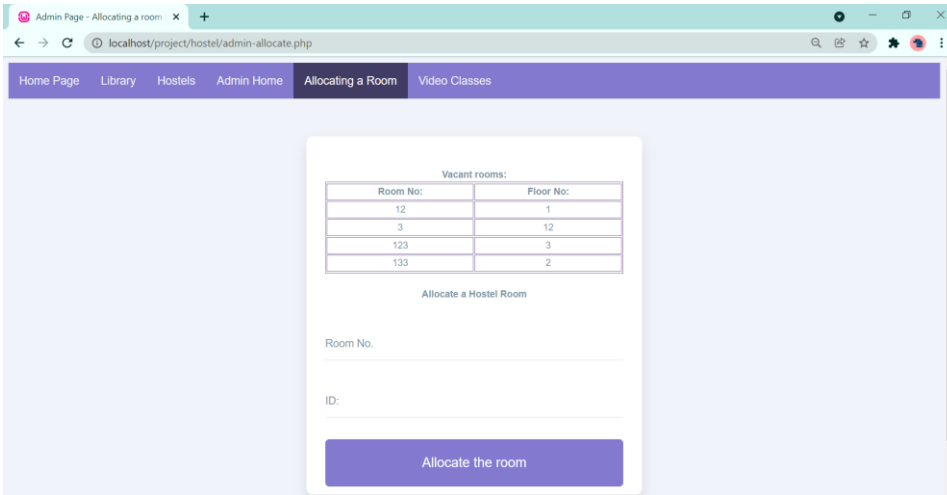 Admin Page - Allocating a room
localhost/project/hostel/admin-allocate.php
Home Page Library Hostels Admin Home Allocating a Room Video Classes
Vacant rooms:
Room No: Floor No:
12 1
3 12
123 3
133 2
Allocate a Hostel Room
Room No.
ID:
Allocate the room